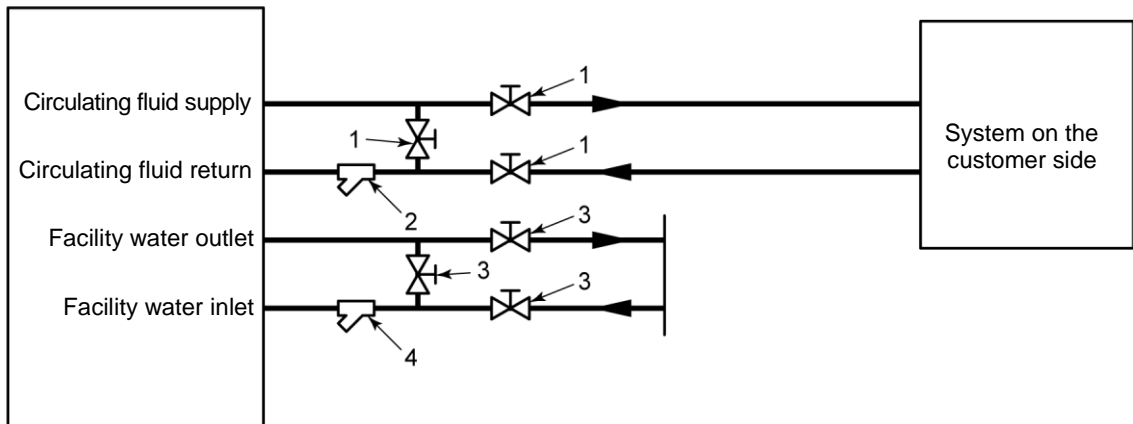 1
Circulating fluid supply
1
System on the
customer side
1
Circulating fluid return
2
3
Facility water outlet
3
3
Facility water inlet
4